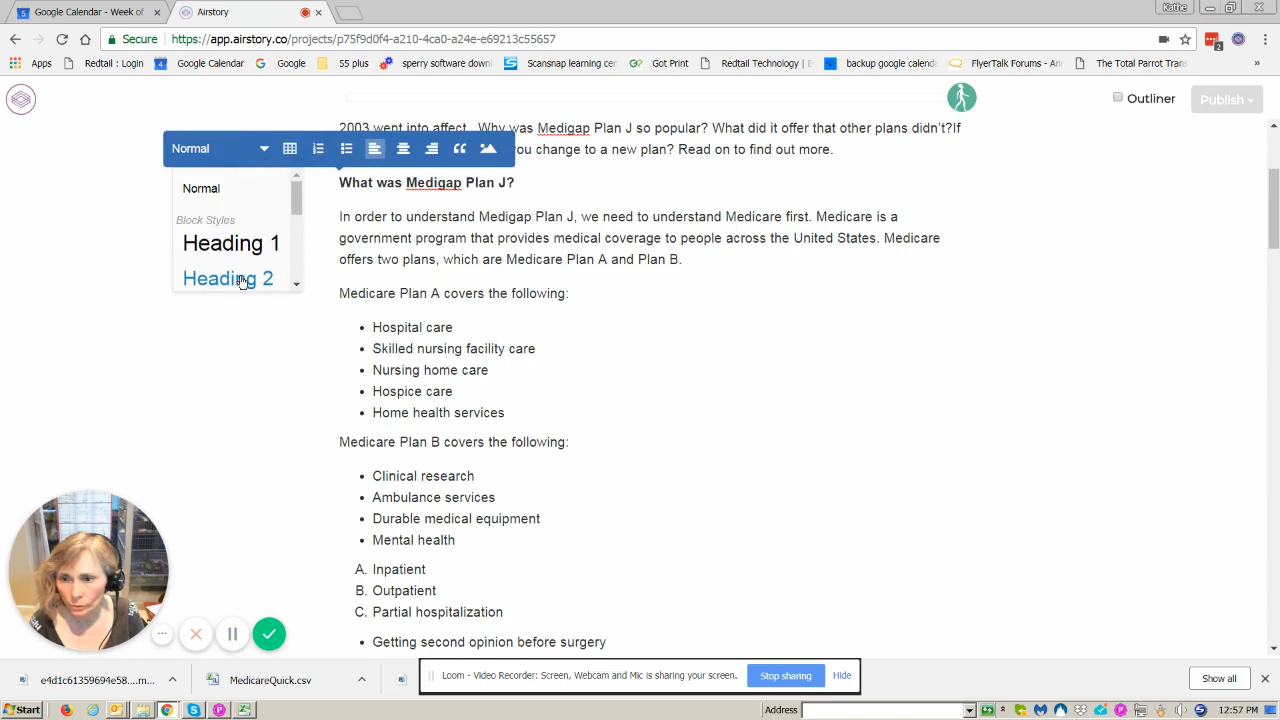 Google Calendar - Week of
Airstory
Kathe
Secure
https://app.airstory.co/projects/p75f9d0f4-a210-4ca0-a24e-e69213c55657
Apps
Redtail : Login
Google Calendar
Google
55 plus
sperry software down
Scansnap learning cen
Got Print
Redtail Technology
backup google calenda
FlyerTalk Forums - An
The Total Parrot Trans
Outliner
Publish
2003 went into affect. Why was Medigap Plan J so popular? What did it offer that other plans didn't?If
you change to a new plan? Read on to find out more.
Normal
Normal
Block Styles
Heading 1
Heading 2
What was Medigap Plan J?
In order to understand Medigap Plan J, we need to understand Medicare first. Medicare is a
government program that provides medical coverage to people across the United States. Medicare
offers two plans, which are Medicare Plan A and Plan B.
Medicare Plan A covers the following:
• Hospital care
• Skilled nursing facility care
• Nursing home care
• Hospice care
• Home health services
Medicare Plan B covers the following:
• Clinical research
• Ambulance services
• Durable medical equipment
• Mental health
A. Inpatient
B. Outpatient
C. Partial hospitalization
• Getting second opinion before surgery
e4d1c61359694e58....m...
MedicareQuick.csv
Loom - Video Recorder: Screen, Webcam and Mic is sharing your screen.
Stop sharing
Hide
Show all
Start
Address
12:57 PM